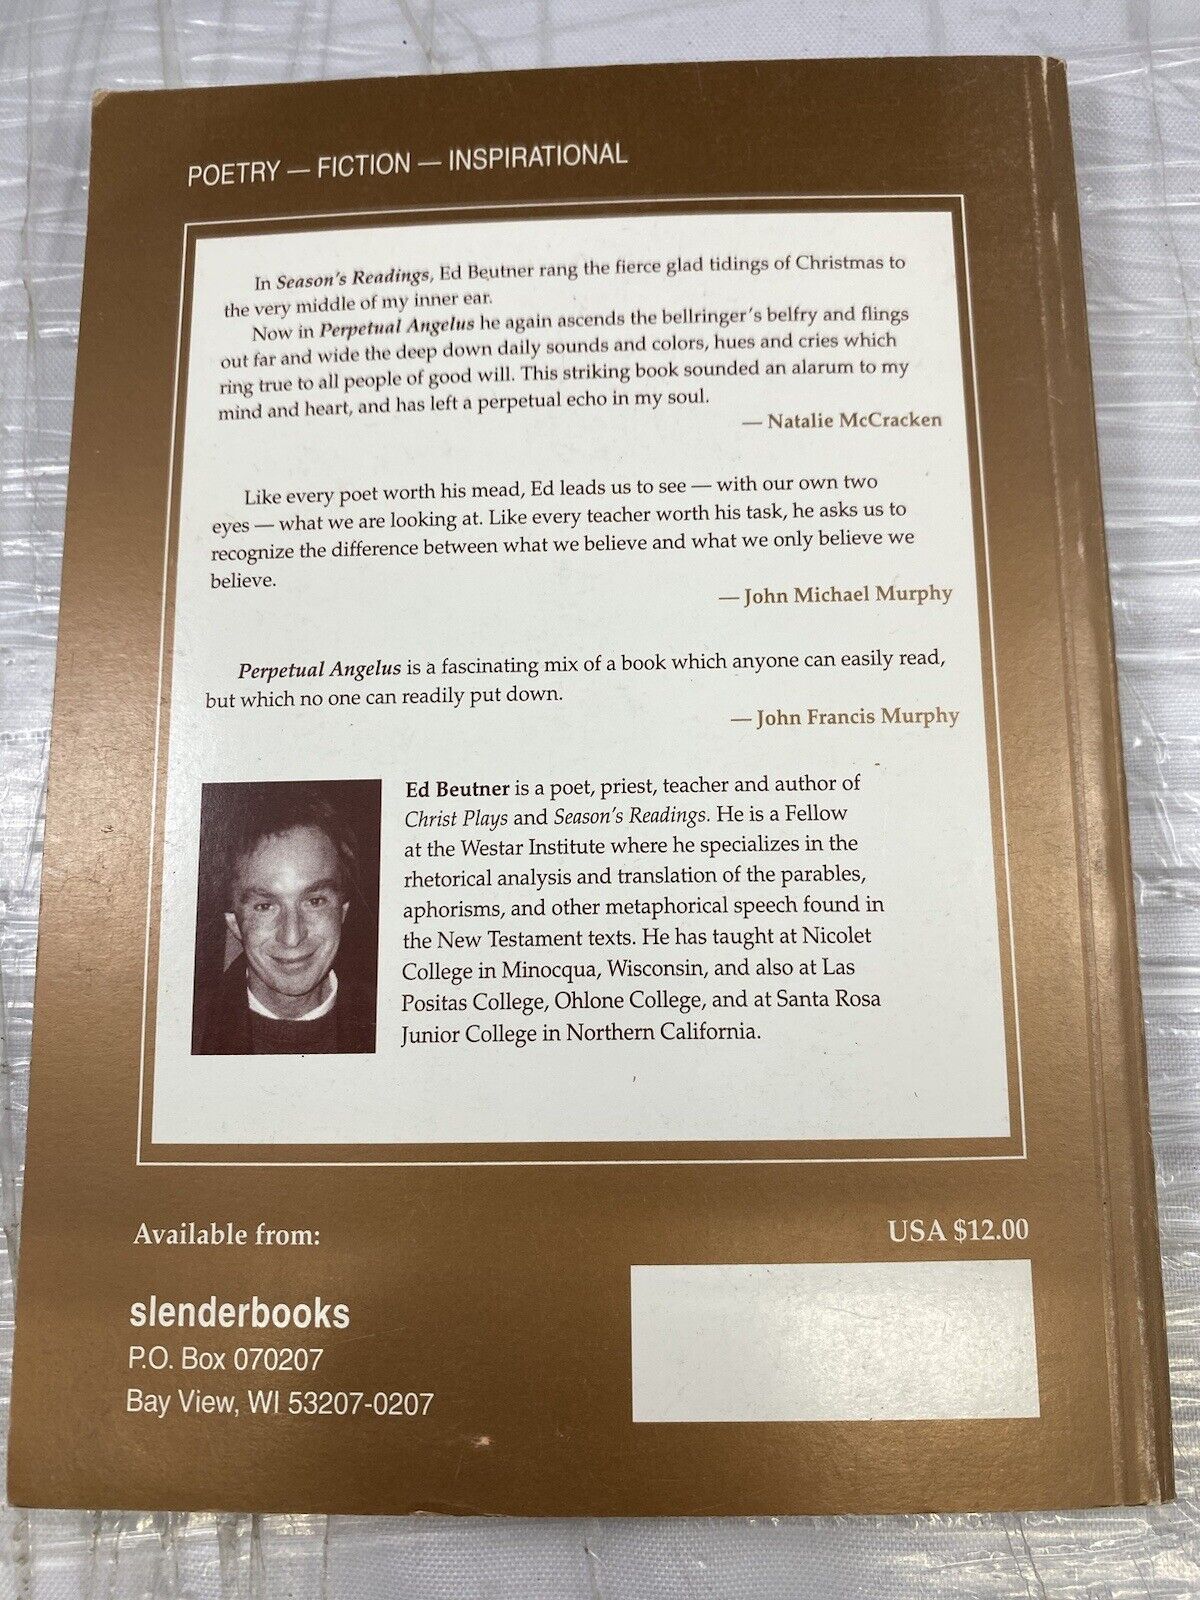 POETRY — FICTION — INSPIRATIONAL
In Season's Readings, Ed Beutner rang the fierce glad tidings of Christmas to
the very middle of my inner ear.
Now in Perpetual Angelus he again ascends the bellringer's belfry and flings
out far and wide the deep down daily sounds and colors, hues and cries which
ring true to all people of good will. This striking book sounded an alarum to my
mind and heart, and has left a perpetual echo in my soul.
— Natalie McCracken
Like every poet worth his mead, Ed leads us to see — with our own two
eyes — what we are looking at. Like every teacher worth his task, he asks us to
recognize the difference between what we believe and what we only believe we
believe.
— John Michael Murphy
Perpetual Angelus is a fascinating mix of a book which anyone can easily read,
but which no one can readily put down.
— John Francis Murphy
Ed Beutner is a poet, priest, teacher and author of
Christ Plays and Season's Readings. He is a Fellow
at the Westar Institute where he specializes in the
rhetorical analysis and translation of the parables,
aphorisms, and other metaphorical speech found in
the New Testament texts. He has taught at Nicolet
College in Minocqua, Wisconsin, and also at Las
Positas College, Ohlone College, and at Santa Rosa
Junior College in Northern California.
Available from:
USA $12.00
slenderbooks
P.O. Box 070207
Bay View, WI 53207-0207